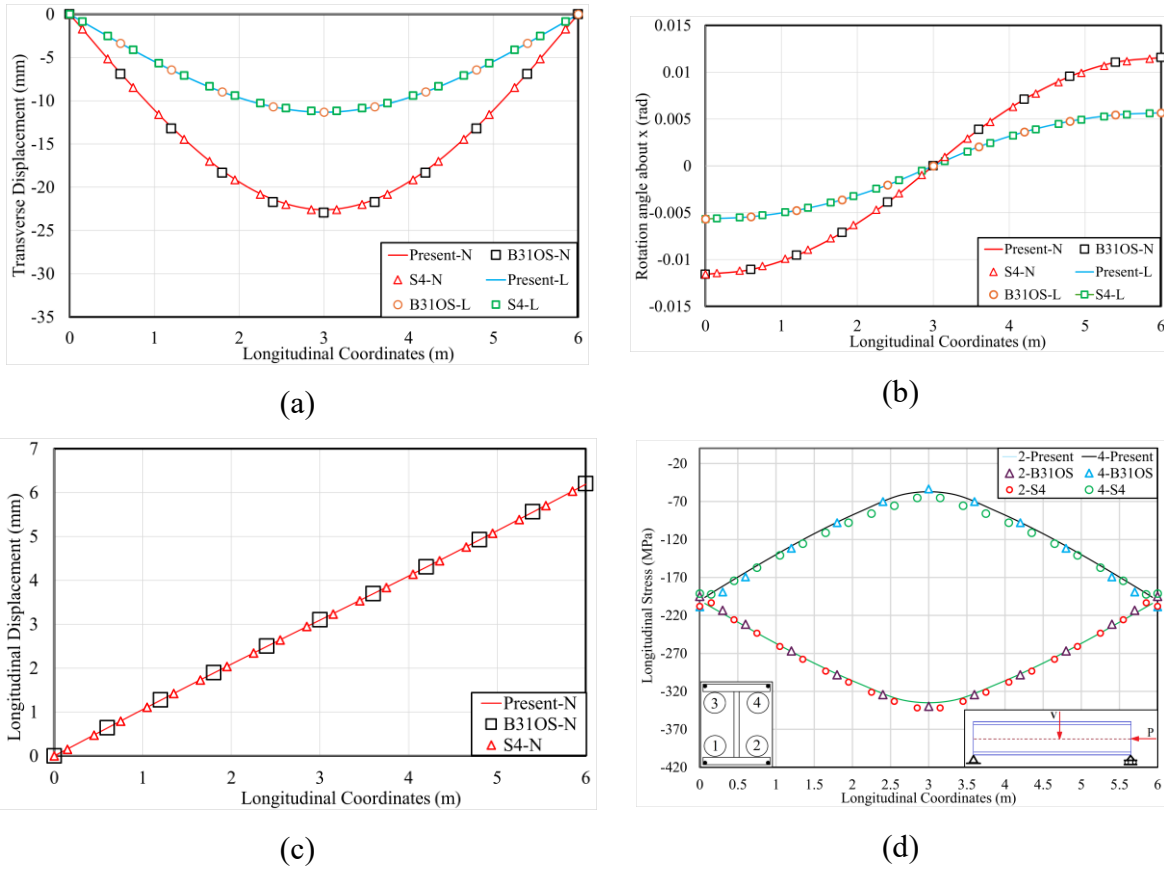 0
-5
-10
-15
-20
-25
-30
-35
Transverse Displacement (mm)
Present-N B31OS-N
S4-N Present-L
B31OS-L S4-L
0 1 2 3 4 5 6
Longitudinal Coordinates (m)
(a)
0.015
0.01
0.005
0
-0.005
-0.01
-0.015
Rotation angle about x (rad)
Present-N B31OS-N
S4-N Present-L
B31OS-L S4-L
0 1 2 3 4 5 6
Longitudinal Coordinates (m)
(b)
7
6
5
4
3
2
1
0
Longitudinal Displacement (mm)
Present-N
B31OS-N
S4-N
0 1 2 3 4 5 6
Longitudinal Coordinates (m)
(c)
-20
-70
-120
-170
-220
-270
-320
-370
-420
Longitudinal Stress (MPa)
2-Present 4-Present
2-B31OS 4-B31OS
2-S4 4-S4
3 4
1 2
V
P
0 0.5 1 1.5 2 2.5 3 3.5 4 4.5 5 5.5 6
Longitudinal Coordinates (m)
(d)